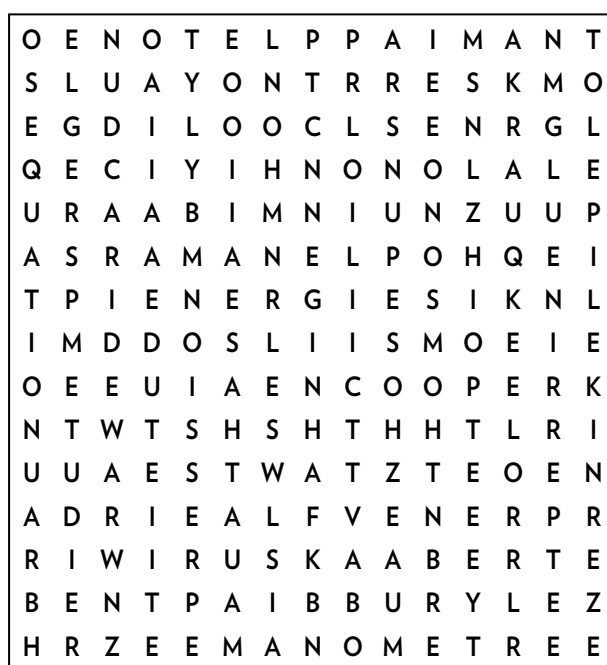 O E N O T E L P P A I M A N T
S L U A Y O N T R R E S K M O
E G D I L O O C L S E N R G L
Q E C I Y I H N O N O L A L E
U R A A B I M N I U N Z U U P
A S R A M A N E L P O H Q E I
T P I E N E R G I E S I K N L
I M D D O S L I I S M O E I E
O E E U I A E N C O O P E R K
N T W T S H S H T H H T L R I
U U A E S T W A T Z T E O E N
A D R I E A L F V E N E R P R
R I W I R U S K A A B E R T E
B E N T P A I B B U R Y L E Z
H R Z E E M A N O M E T R E E